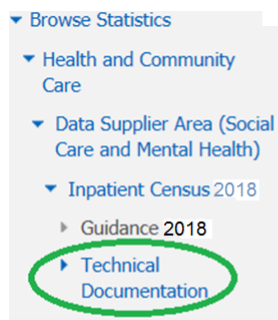 Browse Statistics
Health and Community
Care
Data Supplier Area (Social
Care and Mental Health)
Inpatient Census 2018
Guidance 2018
Technical
Documentation